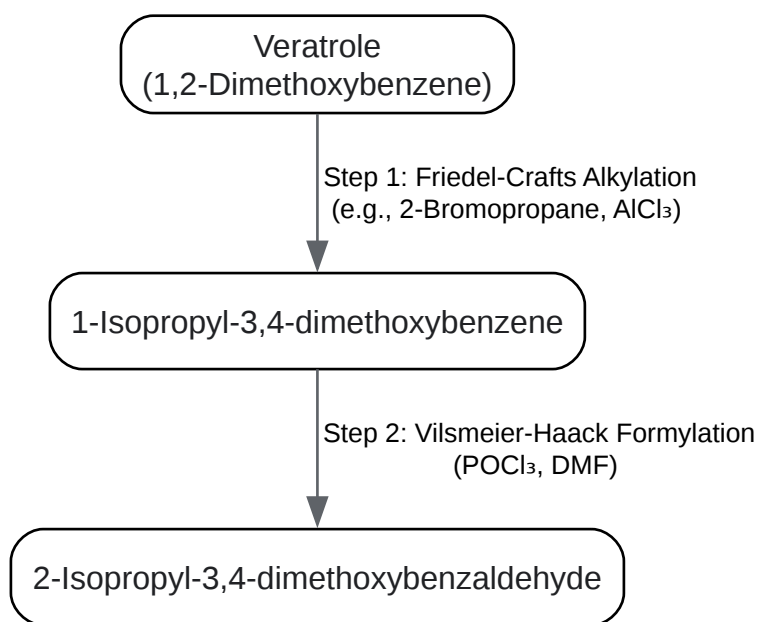 Veratrole
(1,2-Dimethoxybenzene)
Step 1: Friedel-Crafts Alkylation
(e.g., 2-Bromopropane, AlCl₃)
1-Isopropyl-3,4-dimethoxybenzene
Step 2: Vilsmeier-Haack Formylation
(POCl₃, DMF)
2-Isopropyl-3,4-dimethoxybenzaldehyde